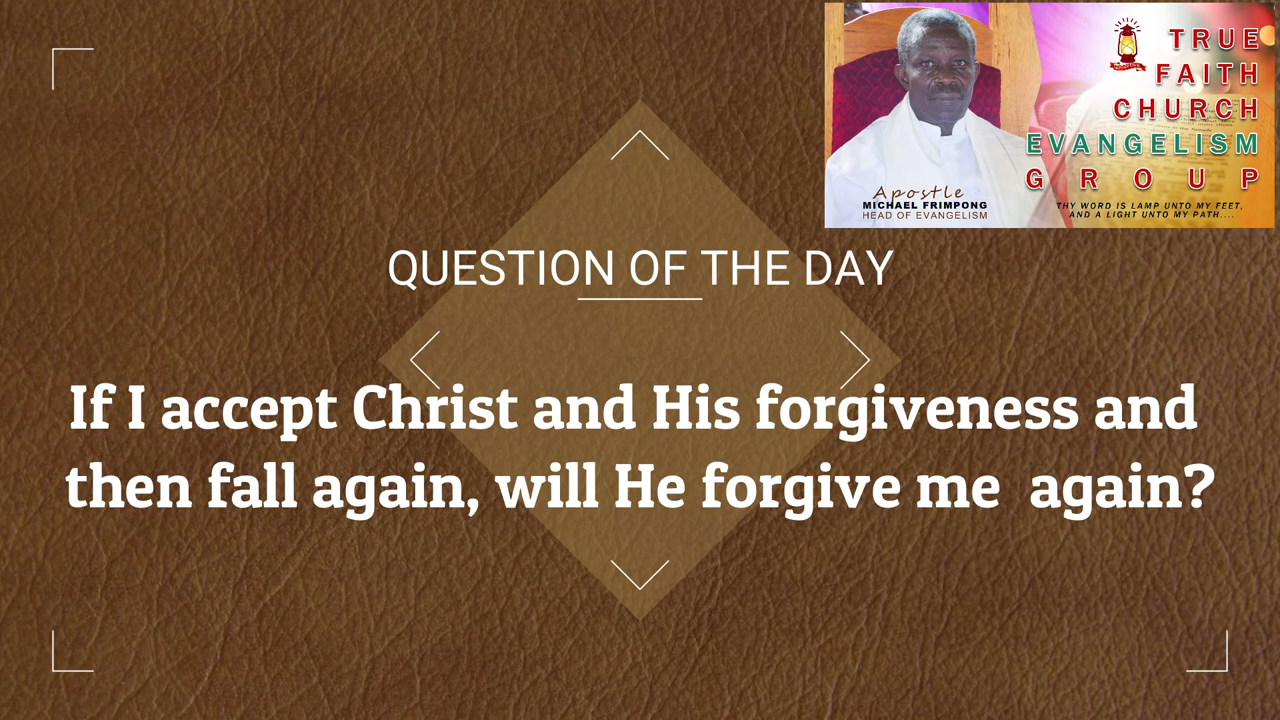 TRUE
FAITH
CHURCH
EVANGELISM
GROUP
Apostle
MICHAEL FRIMPONG
HEAD OF EVANGELISM
THY WORD IS LAMP UNTO MY FEET,
AND A LIGHT UNTO MY PATH....
QUESTION OF THE DAY
If I accept Christ and His forgiveness and
then fall again, will He forgive me again?